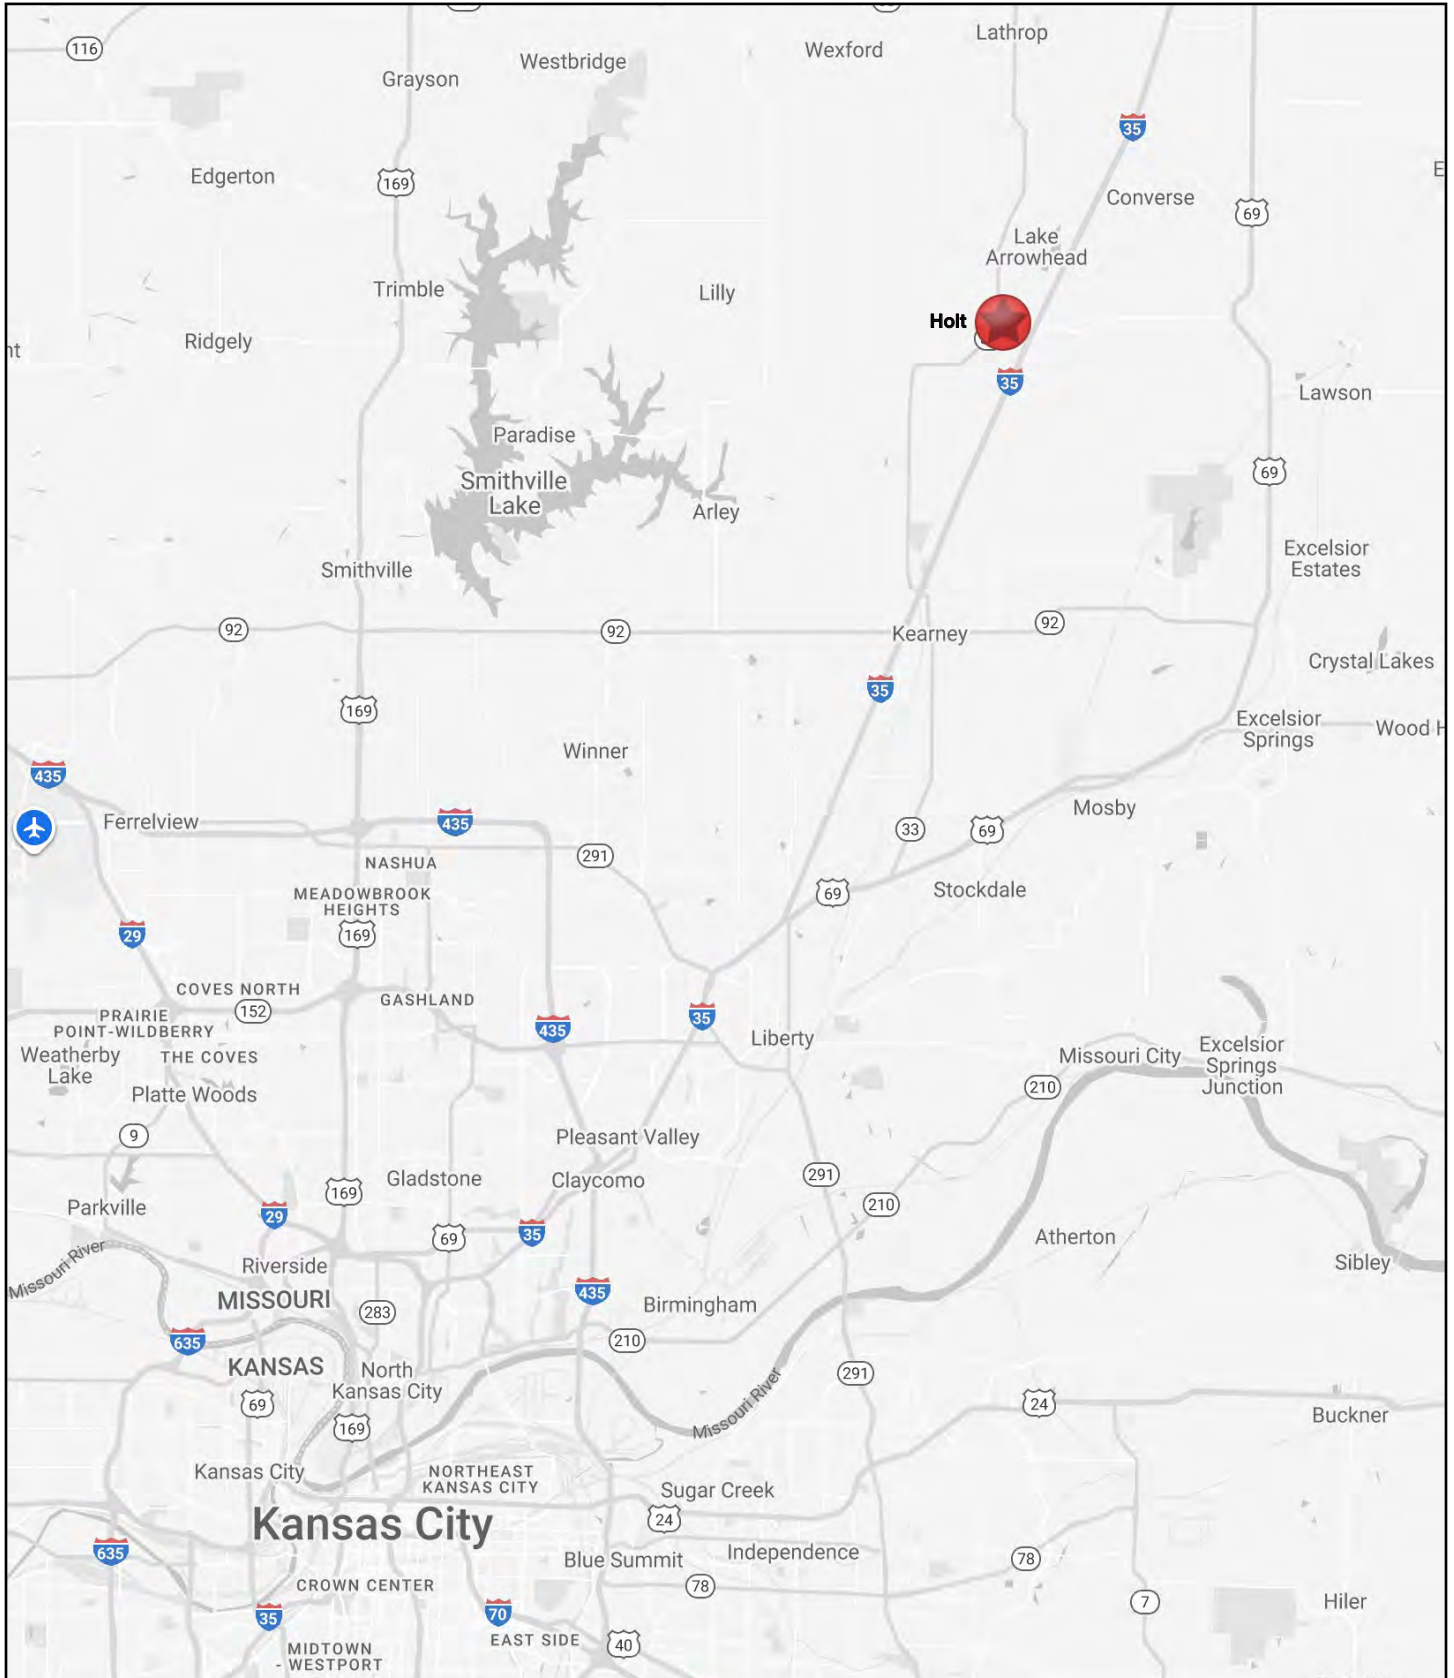 Lathrop
116
Westbridge
Wexford
Grayson
35
Edgerton
169
Converse
69
Lake
Arrowhead
Trimble
Lilly
Holt
Ridgely
nt
35
Lawson
Paradise
69
Smithville
Lake
Arley
Excelsior
Estates
Smithville
92
92
Kearney
92
Crystal Lakes
35
169
Excelsior
Springs
Wood H
Winner
435
Mosby
Ferrelview
435
33
69
291
NASHUA
MEADOWBROOK
HEIGHTS
69
Stockdale
29
169
COVES NORTH
GASHLAND
152
PRAIRIE
POINT-WILDBERRY
435
35
Liberty
Weatherby
Lake
THE COVES
Missouri City
Excelsior
Springs
Junction
210
Platte Woods
9
Pleasant Valley
Gladstone
Claycomo
291
169
210
Parkville
29
69
35
Atherton
Missouri River
Riverside
Sibley
MISSOURI
435
Birmingham
283
635
210
KANSAS
North
Kansas City
291
Missouri River
69
24
169
Buckner
Kansas City
NORTHEAST
KANSAS CITY
Sugar Creek
Kansas City
24
635
Blue Summit
Independence
78
CROWN CENTER
78
35
70
7
Hiler
EAST SIDE
40
MIDTOWN
- WESTPORT